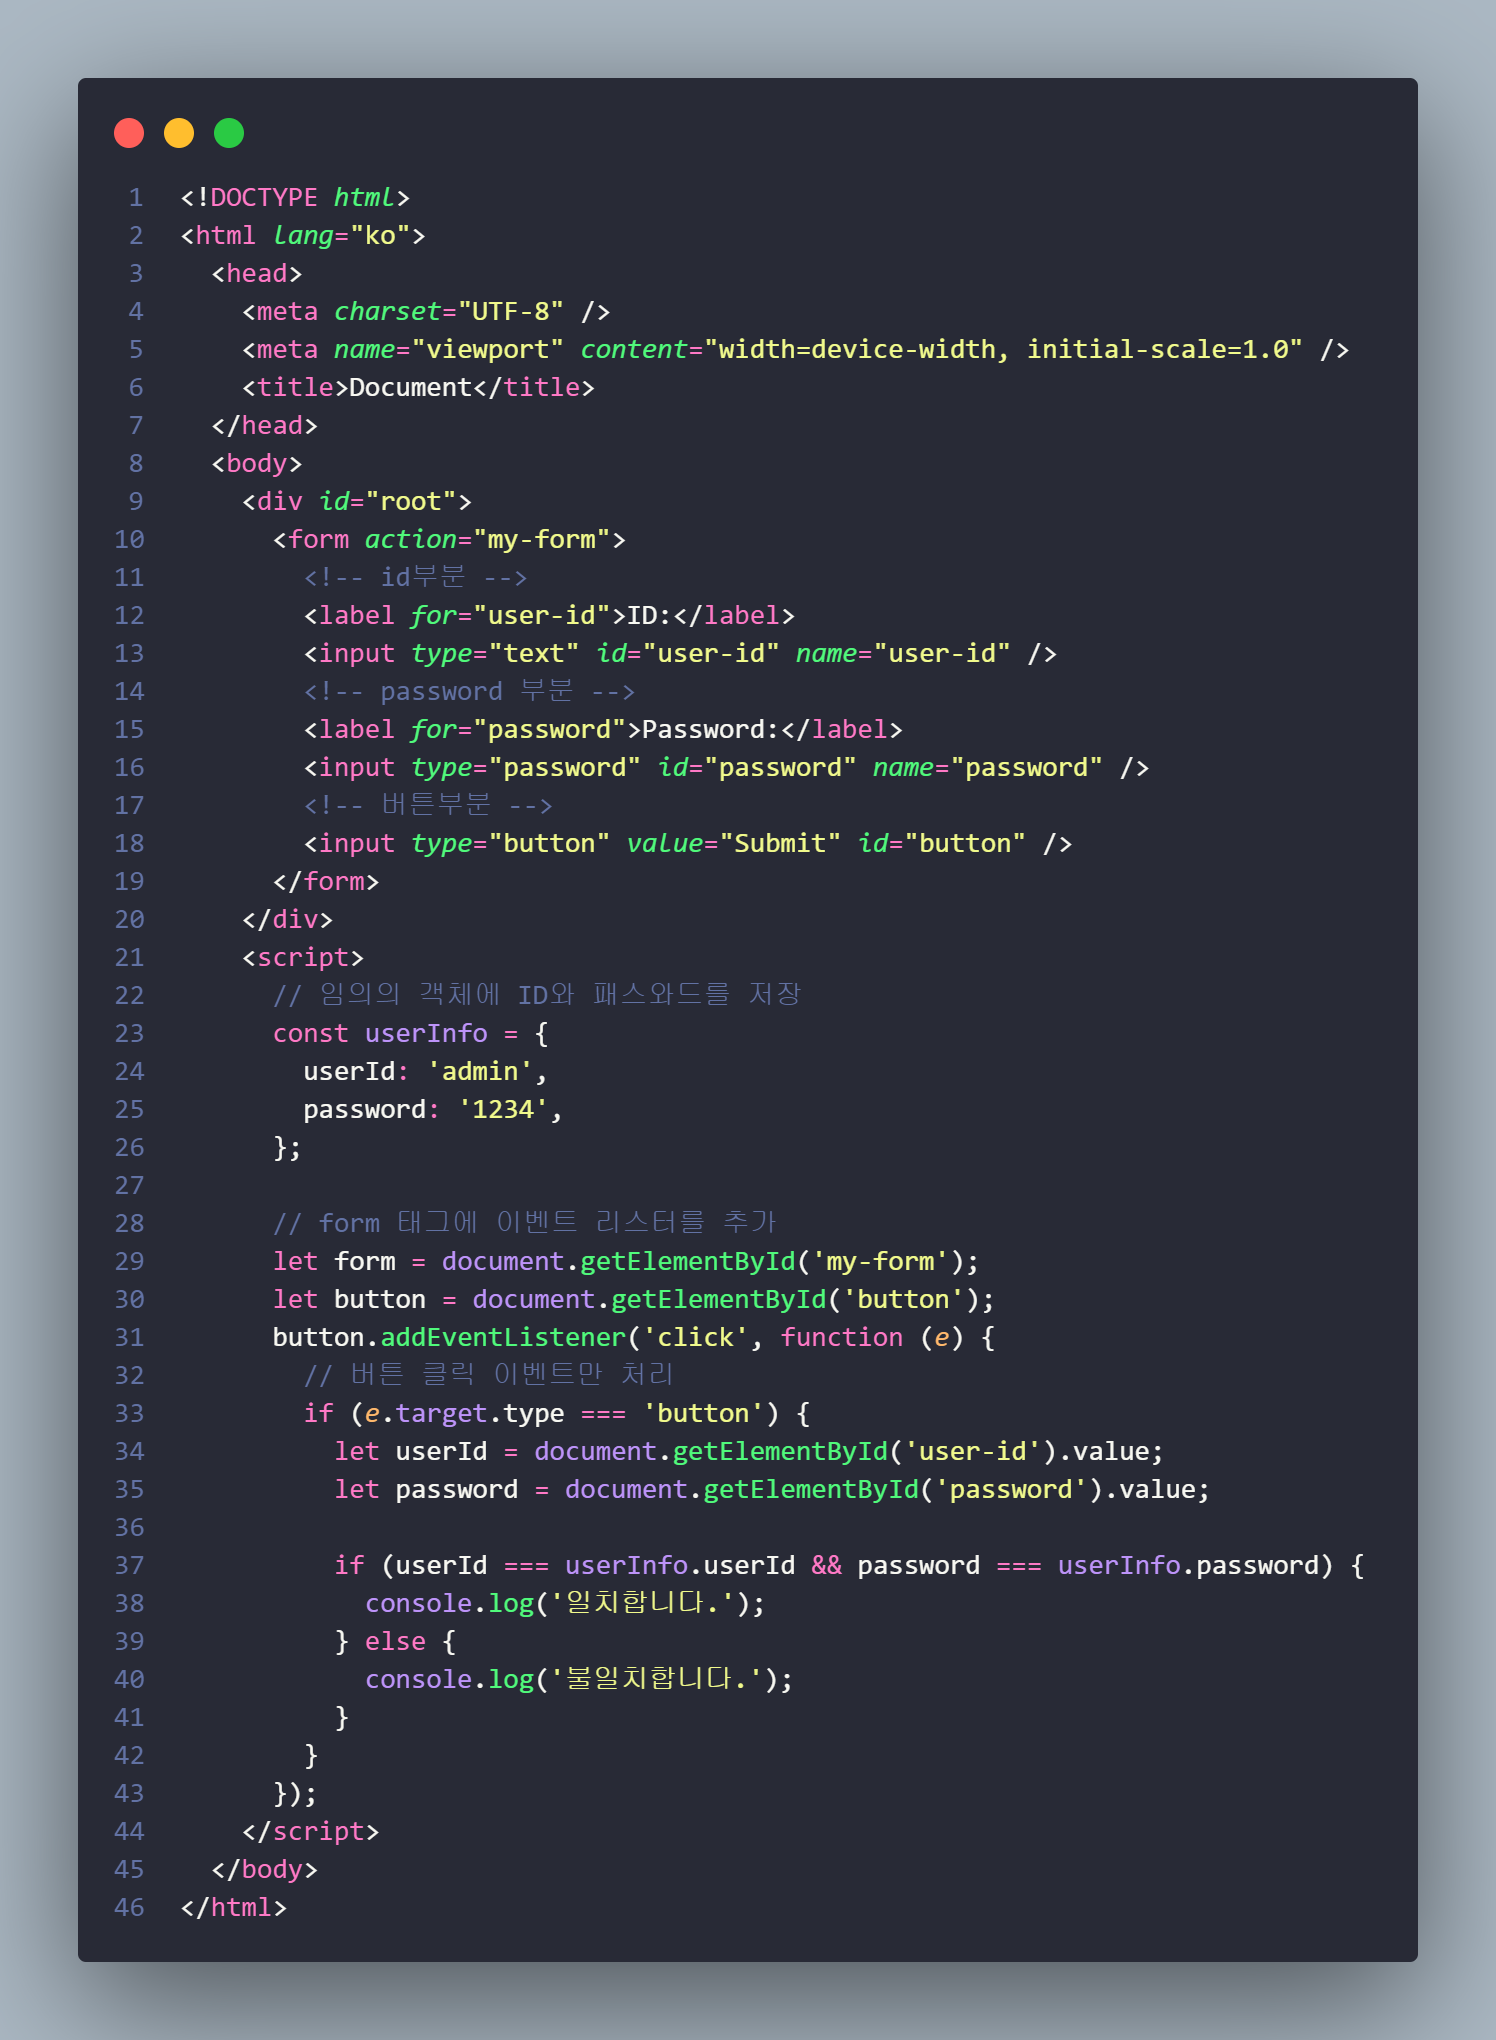 1 <!DOCTYPE html>
2 <html lang="ko">
3   <head>
4     <meta charset="UTF-8" />
5     <meta name="viewport" content="width=device-width, initial-scale=1.0" />
6     <title>Document</title>
7   </head>
8   <body>
9     <div id="root">
10       <form action="my-form">
11         <!-- id부분 -->
12         <label for="user-id">ID:</label>
13         <input type="text" id="user-id" name="user-id" />
14         <!-- password 부분 -->
15         <label for="password">Password:</label>
16         <input type="password" id="password" name="password" />
17         <!-- 버튼부분 -->
18         <input type="button" value="Submit" id="button" />
19       </form>
20     </div>
21     <script>
22       // 임의의 객체에 ID와 패스와드를 저장
23       const userInfo = {
24         userId: 'admin',
25         password: '1234',
26       };
27
28       // form 태그에 이벤트 리스터를 추가
29       let form = document.getElementById('my-form');
30       let button = document.getElementById('button');
31       button.addEventListener('click', function (e) {
32         // 버튼 클릭 이벤트만 처리
33         if (e.target.type === 'button') {
34           let userId = document.getElementById('user-id').value;
35           let password = document.getElementById('password').value;
36
37           if (userId === userInfo.userId && password === userInfo.password) {
38             console.log('일치합니다.');
39           } else {
40             console.log('불일치합니다.');
41           }
42         }
43       });
44     </script>
45   </body>
46 </html>